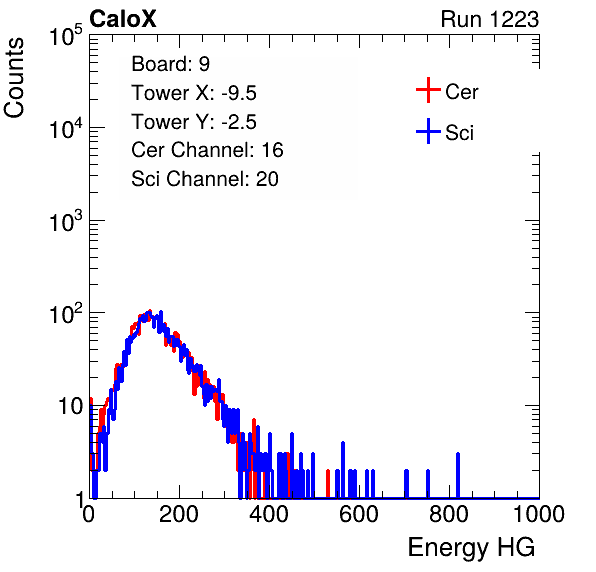 CaloX Run 1223
Counts
10^5
Board: 9
Cer
Tower X: -9.5
Tower Y: -2.5
Sci
10^4
Cer Channel: 16
Sci Channel: 20
10^3
10^2
10
1
0 200 400 600 800 1000
Energy HG